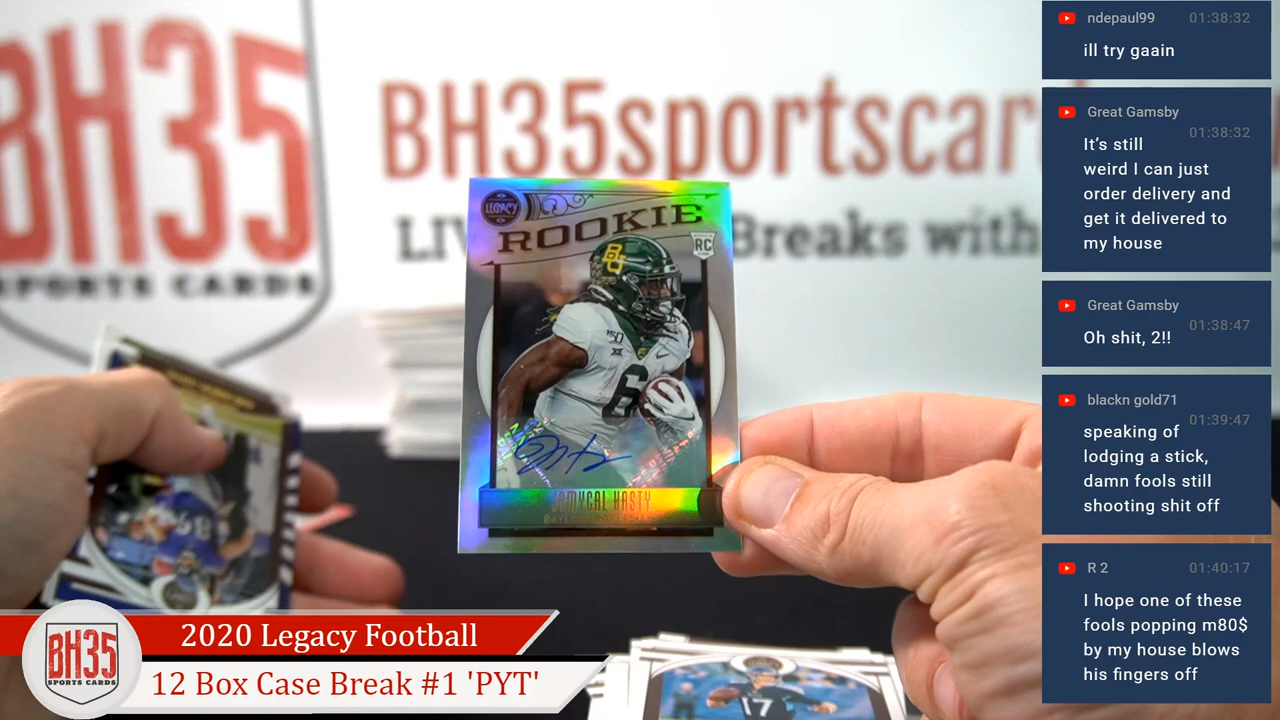 BH35
SPORTS CARDS
BH35sportscar
LIV
Breaks with
LEGACY
ROOKIE
RC
BU
150
XII
6
JAMYCAL HASTY
17
BH35
SPORTS CARDS
2020 Legacy Football
12 Box Case Break #1 'PYT'
ndepaul99 01:38:32
ill try gaain
Great Gamsby 01:38:32
It’s still
weird I can just
order delivery and
get it delivered to
my house
Great Gamsby 01:38:47
Oh shit, 2!!
blackn gold71 01:39:47
speaking of
lodging a stick,
damn fools still
shooting shit off
R 2 01:40:17
I hope one of these
fools popping m80$
by my house blows
his fingers off